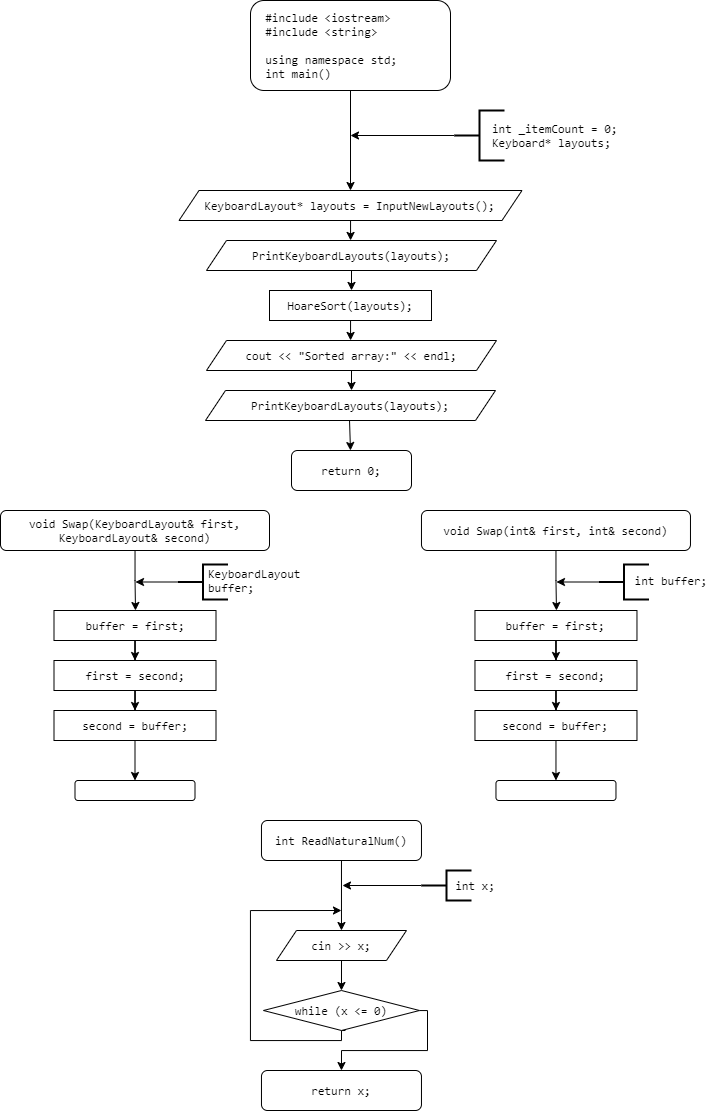 #include <iostream>
#include <string>
using namespace std;
int main()
int _itemCount = 0;
Keyboard* layouts;
KeyboardLayout* layouts = InputNewLayouts();
PrintKeyboardLayouts(layouts);
HoareSort(layouts);
cout << "Sorted array:" << endl;
PrintKeyboardLayouts(layouts);
return 0;
void Swap(KeyboardLayout& first,
KeyboardLayout& second)
KeyboardLayout
buffer;
buffer = first;
first = second;
second = buffer;
void Swap(int& first, int& second)
int buffer;
buffer = first;
first = second;
second = buffer;
int ReadNaturalNum()
int x;
cin >> x;
while (x <= 0)
return x;